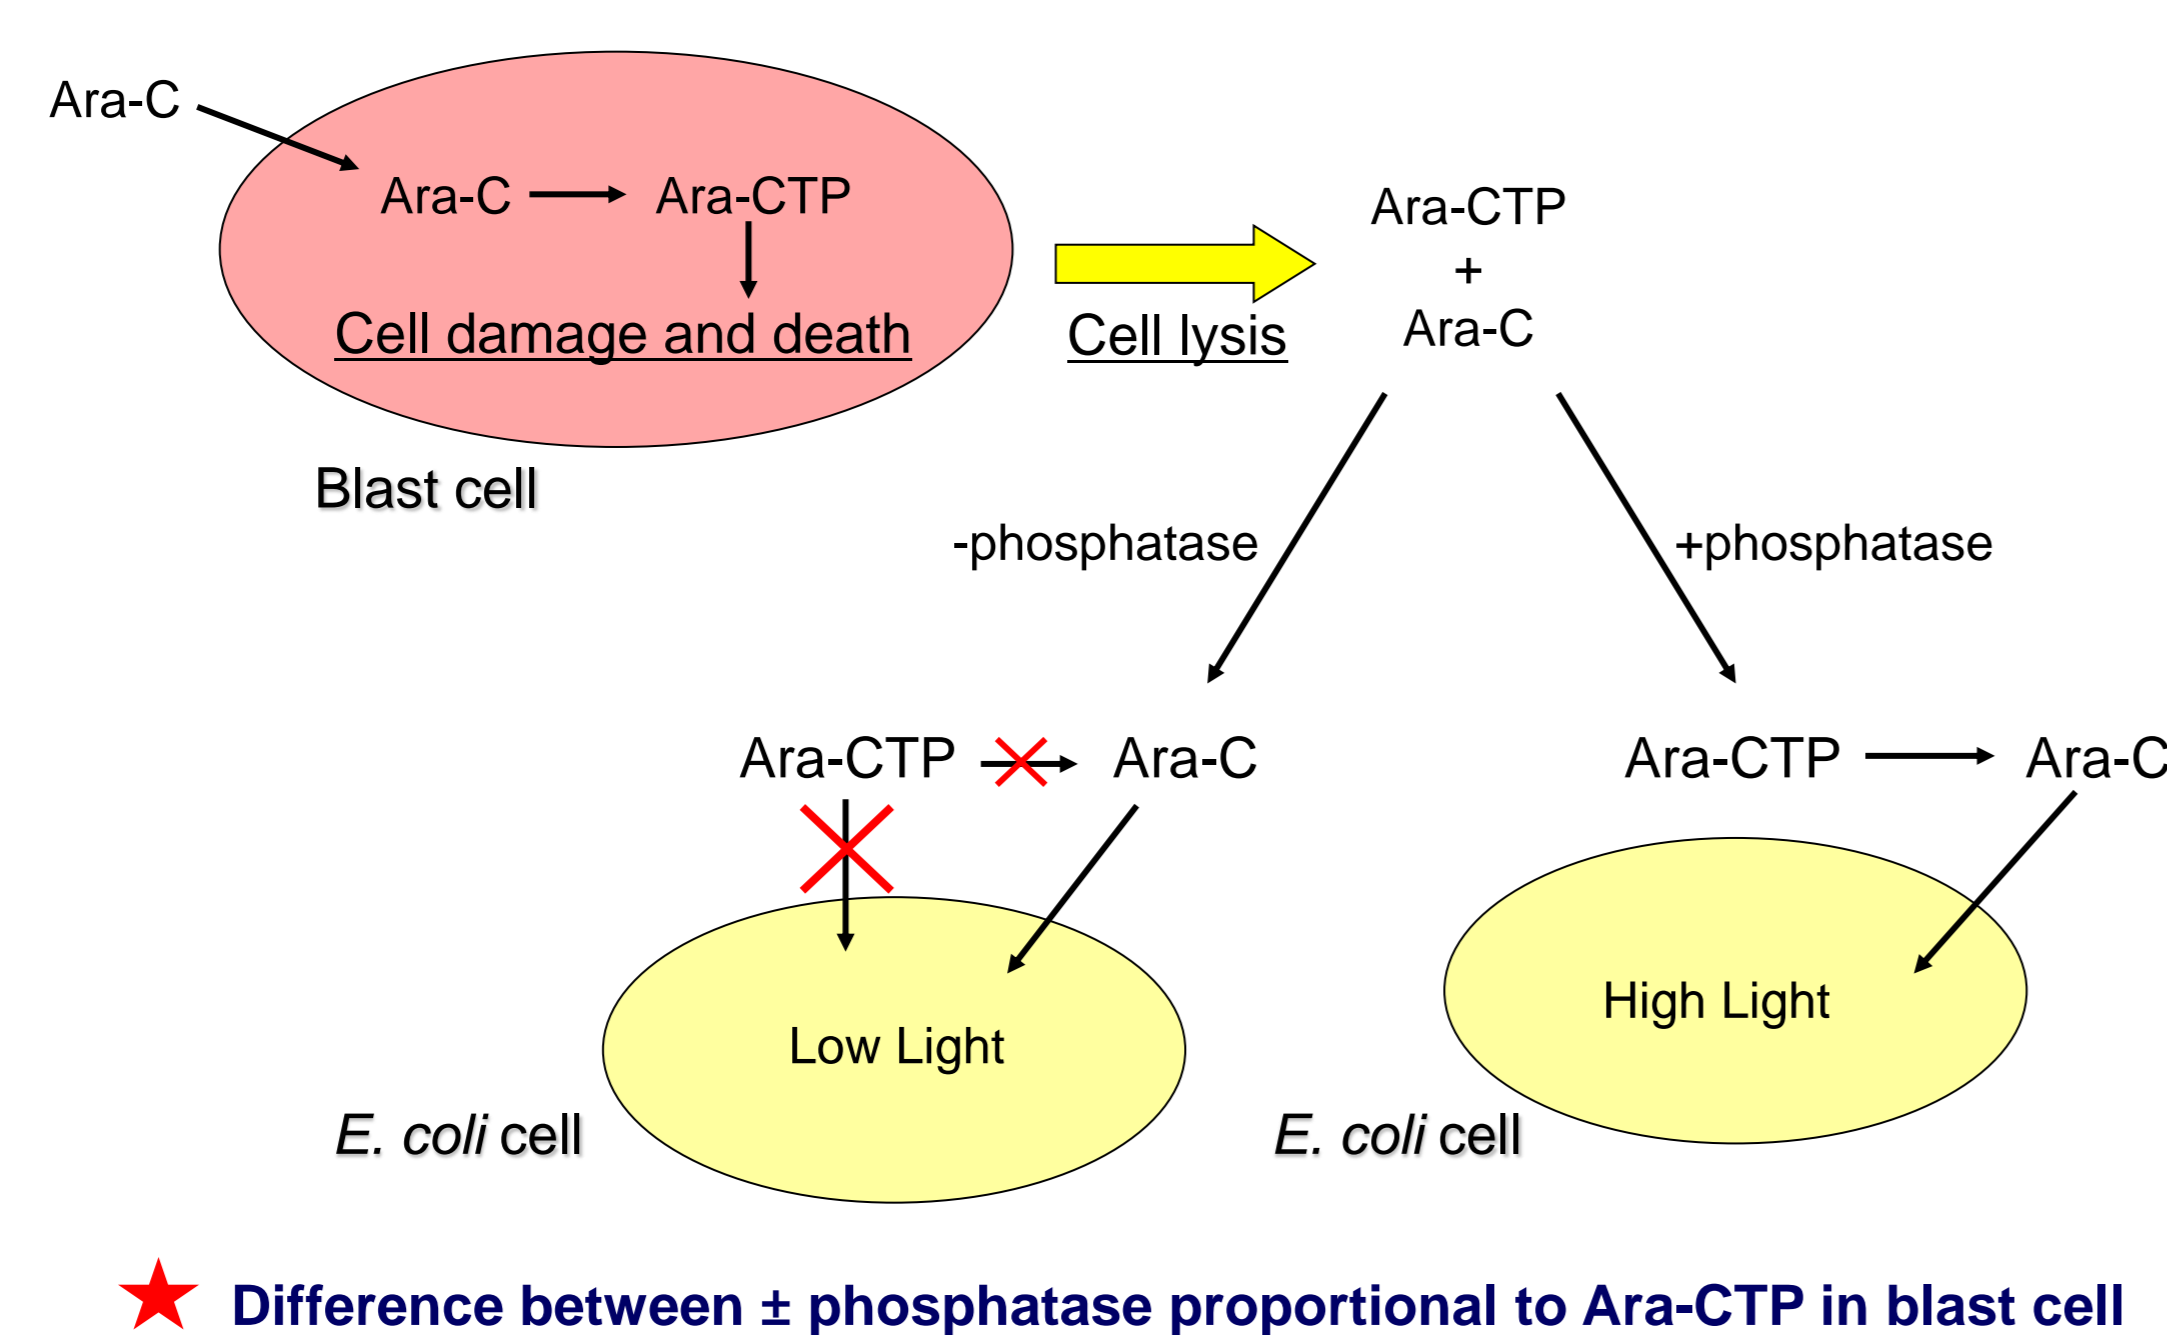 Ara-C
Ara-C
Ara-CTP
Cell damage and death
Blast cell
Cell lysis
Ara-CTP
+
Ara-C
-phosphatase
+phosphatase
Ara-CTP
Ara-C
Low Light
E. coli cell
Ara-CTP
Ara-C
High Light
E. coli cell
Difference between ± phosphatase proportional to Ara-CTP in blast cell